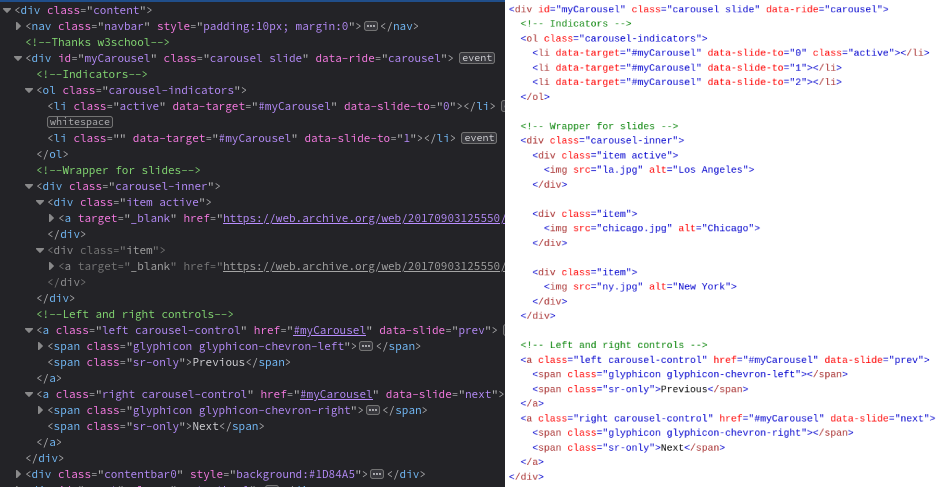 <div class="content">
<nav class="navbar" style="padding:10px; margin:0"></nav>
<!--Thanks w3school-->
<div id="myCarousel" class="carousel slide" data-ride="carousel"> event
<!--Indicators-->
<ol class="carousel-indicators">
<li class="active" data-target="#myCarousel" data-slide-to="0"></li>
whitespace
<li class="" data-target="#myCarousel" data-slide-to="1"></li> event
</ol>
<!--Wrapper for slides-->
<div class="carousel-inner">
<div class="item active">
<a target="_blank" href="https://web.archive.org/web/20170903125550/
</div>
<div class="item">
<a target="_blank" href="https://web.archive.org/web/20170903125550/
</div>
</div>
<!--Left and right controls-->
<a class="left carousel-control" href="#myCarousel" data-slide="prev">
<span class="glyphicon glyphicon-chevron-left"></span>
<span class="sr-only">Previous</span>
</a>
<a class="right carousel-control" href="#myCarousel" data-slide="next">
<span class="glyphicon glyphicon-chevron-right"></span>
<span class="sr-only">Next</span>
</a>
</div>
<div class="contentbar0" style="background:#1D84A5"></div>
<div id="myCarousel" class="carousel slide" data-ride="carousel">
<!-- Indicators -->
<ol class="carousel-indicators">
<li data-target="#myCarousel" data-slide-to="0" class="active"></li>
<li data-target="#myCarousel" data-slide-to="1"></li>
<li data-target="#myCarousel" data-slide-to="2"></li>
</ol>
<!-- Wrapper for slides -->
<div class="carousel-inner">
<div class="item active">
<img src="la.jpg" alt="Los Angeles">
</div>
<div class="item">
<img src="chicago.jpg" alt="Chicago">
</div>
<div class="item">
<img src="ny.jpg" alt="New York">
</div>
</div>
<!-- Left and right controls -->
<a class="left carousel-control" href="#myCarousel" data-slide="prev">
<span class="glyphicon glyphicon-chevron-left"></span>
<span class="sr-only">Previous</span>
</a>
<a class="right carousel-control" href="#myCarousel" data-slide="next">
<span class="glyphicon glyphicon-chevron-right"></span>
<span class="sr-only">Next</span>
</a>
</div>